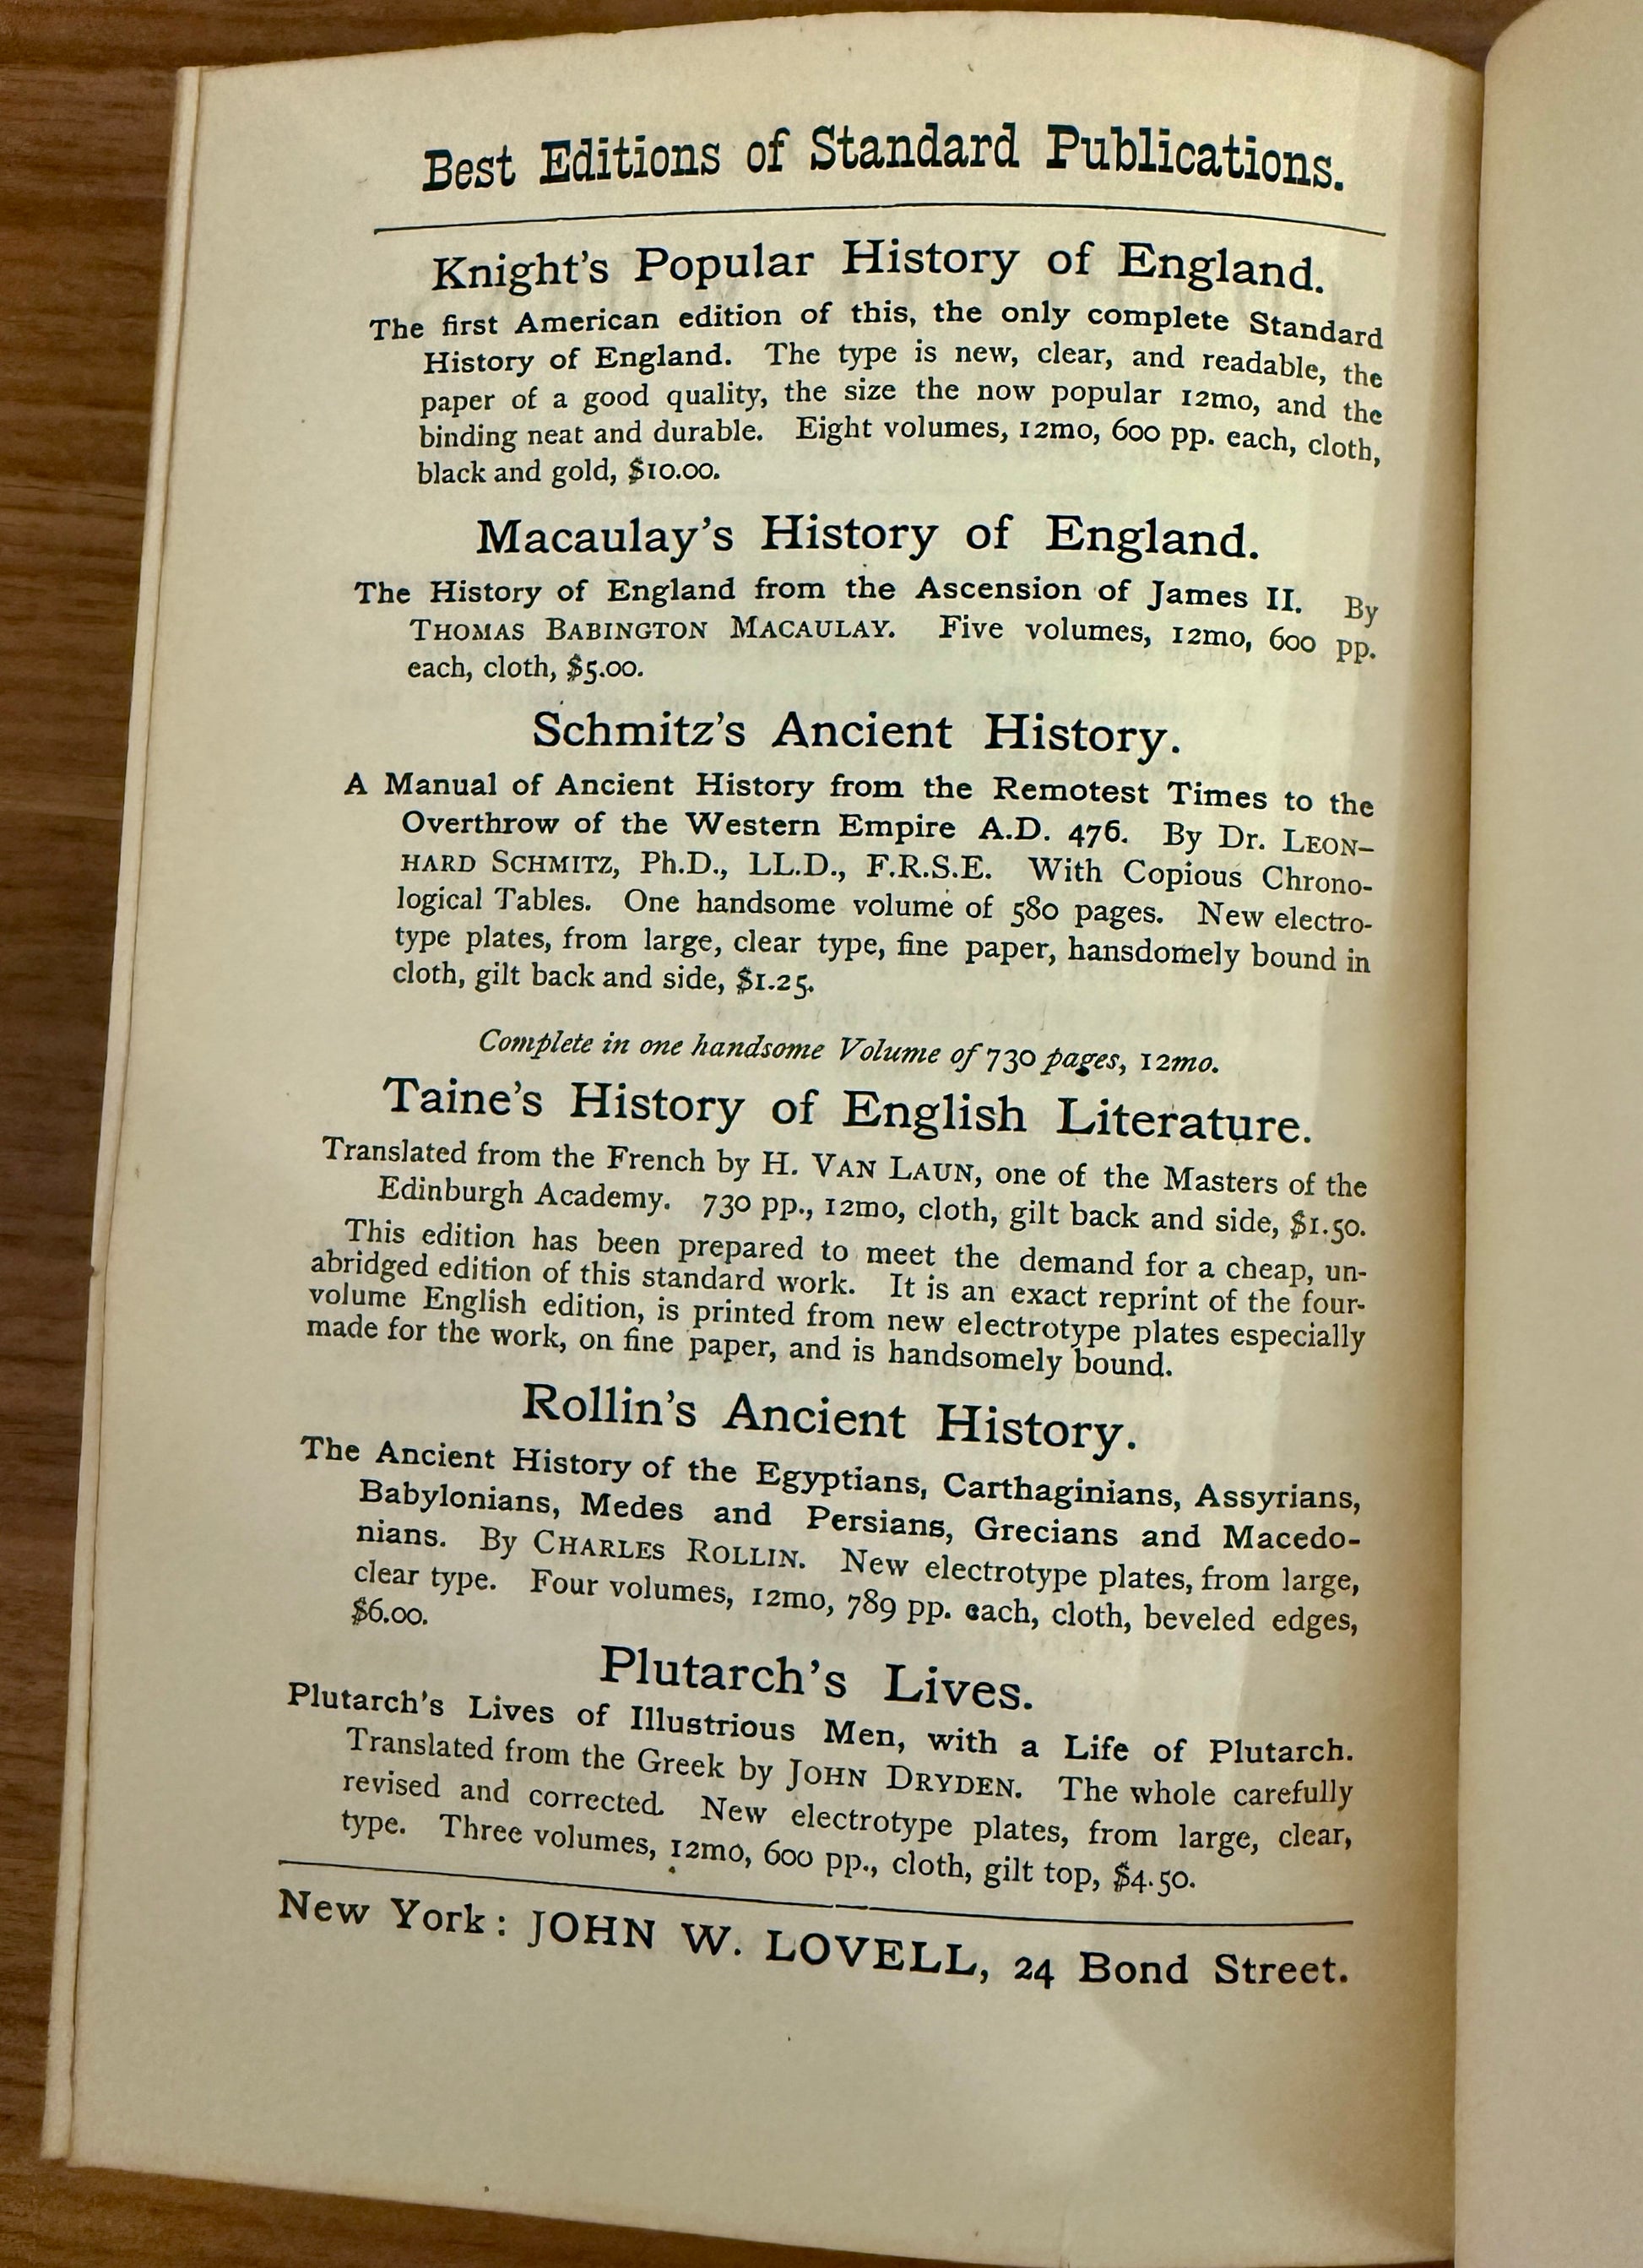 Best Editions of Standard Publications.
Knight's Popular History of England.
The first American edition of this, the only complete Standard
History of England. The type is new, clear, and readable, the
paper of a good quality, the size the now popular 12mo, and the
binding neat and durable. Eight volumes, 12mo, 600 pp. each, cloth,
black and gold, $10.00.
Macaulay's History of England.
The History of England from the Ascension of James II. By
THOMAS BABINGTON MACAULAY. Five volumes, 12mo, 600 pp.
each, cloth, $5.00.
Schmitz's Ancient History.
A Manual of Ancient History from the Remotest Times to the
Overthrow of the Western Empire A.D. 476. By Dr. LEON-
HARD SCHMITZ, Ph.D., LL.D., F.R.S.E. With Copious Chrono-
logical Tables. One handsome volume of 580 pages. New electro-
type plates, from large, clear type, fine paper, hansdomely bound in
cloth, gilt back and side, $1.25.
Complete in one handsome Volume of 730 pages, 12mo.
Taine's History of English Literature.
Translated from the French by H. VAN LAUN, one of the Masters of the
Edinburgh Academy. 730 pp., 12mo, cloth, gilt back and side, $1.50.
This edition has been prepared to meet the demand for a cheap, un-
abridged edition of this standard work. It is an exact reprint of the four-
volume English edition, is printed from new electrotype plates especially
made for the work, on fine paper, and is handsomely bound.
Rollin's Ancient History.
The Ancient History of the Egyptians, Carthaginians, Assyrians,
Babylonians, Medes and Persians, Grecians and Macedo-
nians. By CHARLES ROLLIN. New electrotype plates, from large,
clear type. Four volumes, 12mo, 789 pp. each, cloth, beveled edges,
$6.00.
Plutarch's Lives.
Plutarch's Lives of Illustrious Men, with a Life of Plutarch.
Translated from the Greek by JOHN DRYDEN. The whole carefully
revised and corrected. New electrotype plates, from large, clear,
type. Three volumes, 12mo, 600 pp., cloth, gilt top, $4.50.
New York: JOHN W. LOVELL, 24 Bond Street.